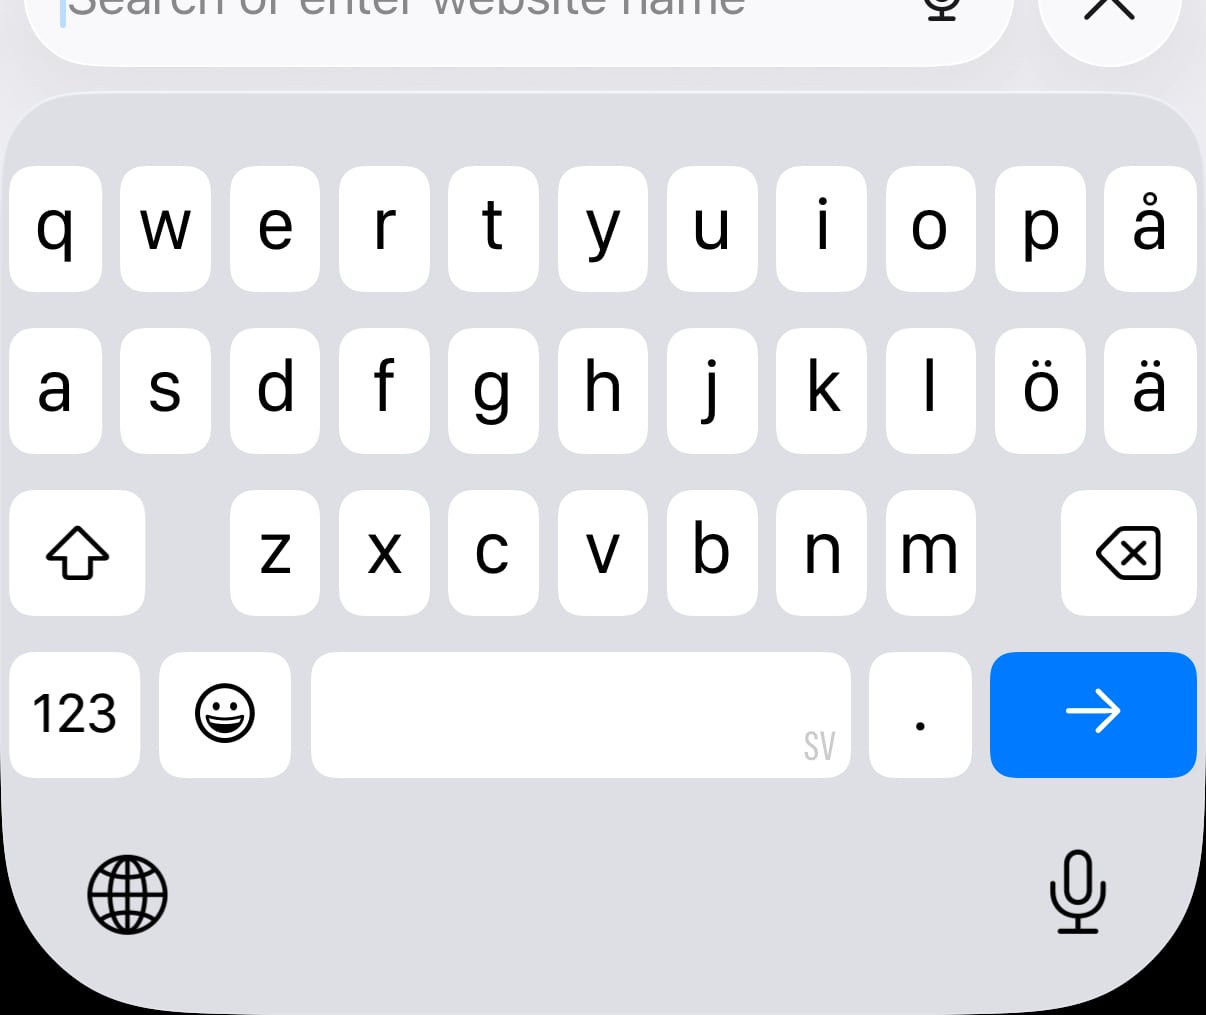 Search or enter website name
q w e r t y u i o p å
a s d f g h j k l ö ä
z x c v b n m
123 SV .